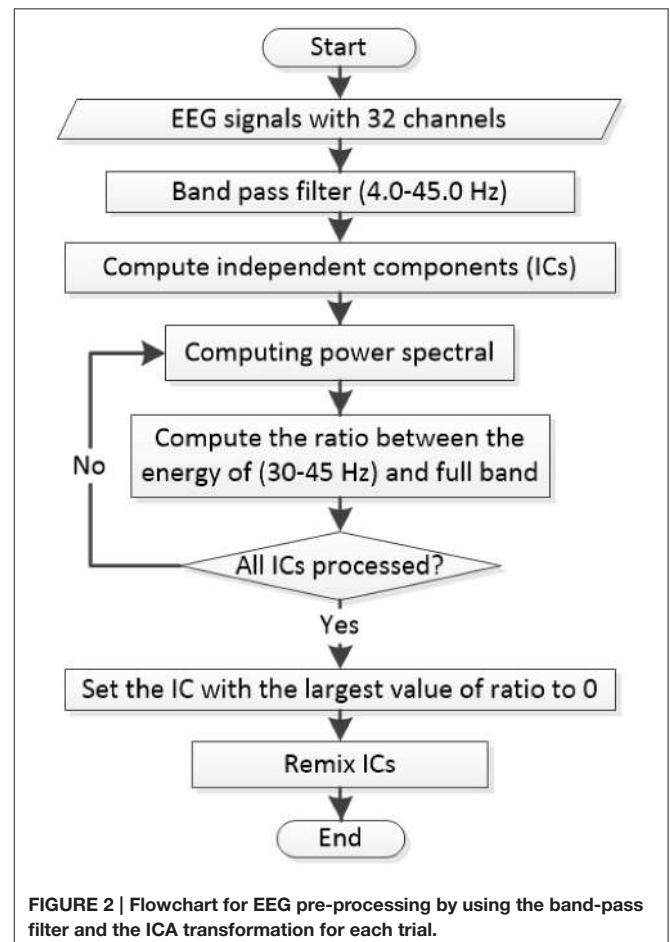 Start
EEG signals with 32 channels
Band pass filter (4.0-45.0 Hz)
Compute independent components (ICs)
Computing power spectral
Compute the ratio between the
energy of (30-45 Hz) and full band
No
All ICs processed?
Yes
Set the IC with the largest value of ratio to 0
Remix ICs
End
FIGURE 2 | Flowchart for EEG pre-processing by using the band-pass
filter and the ICA transformation for each trial.